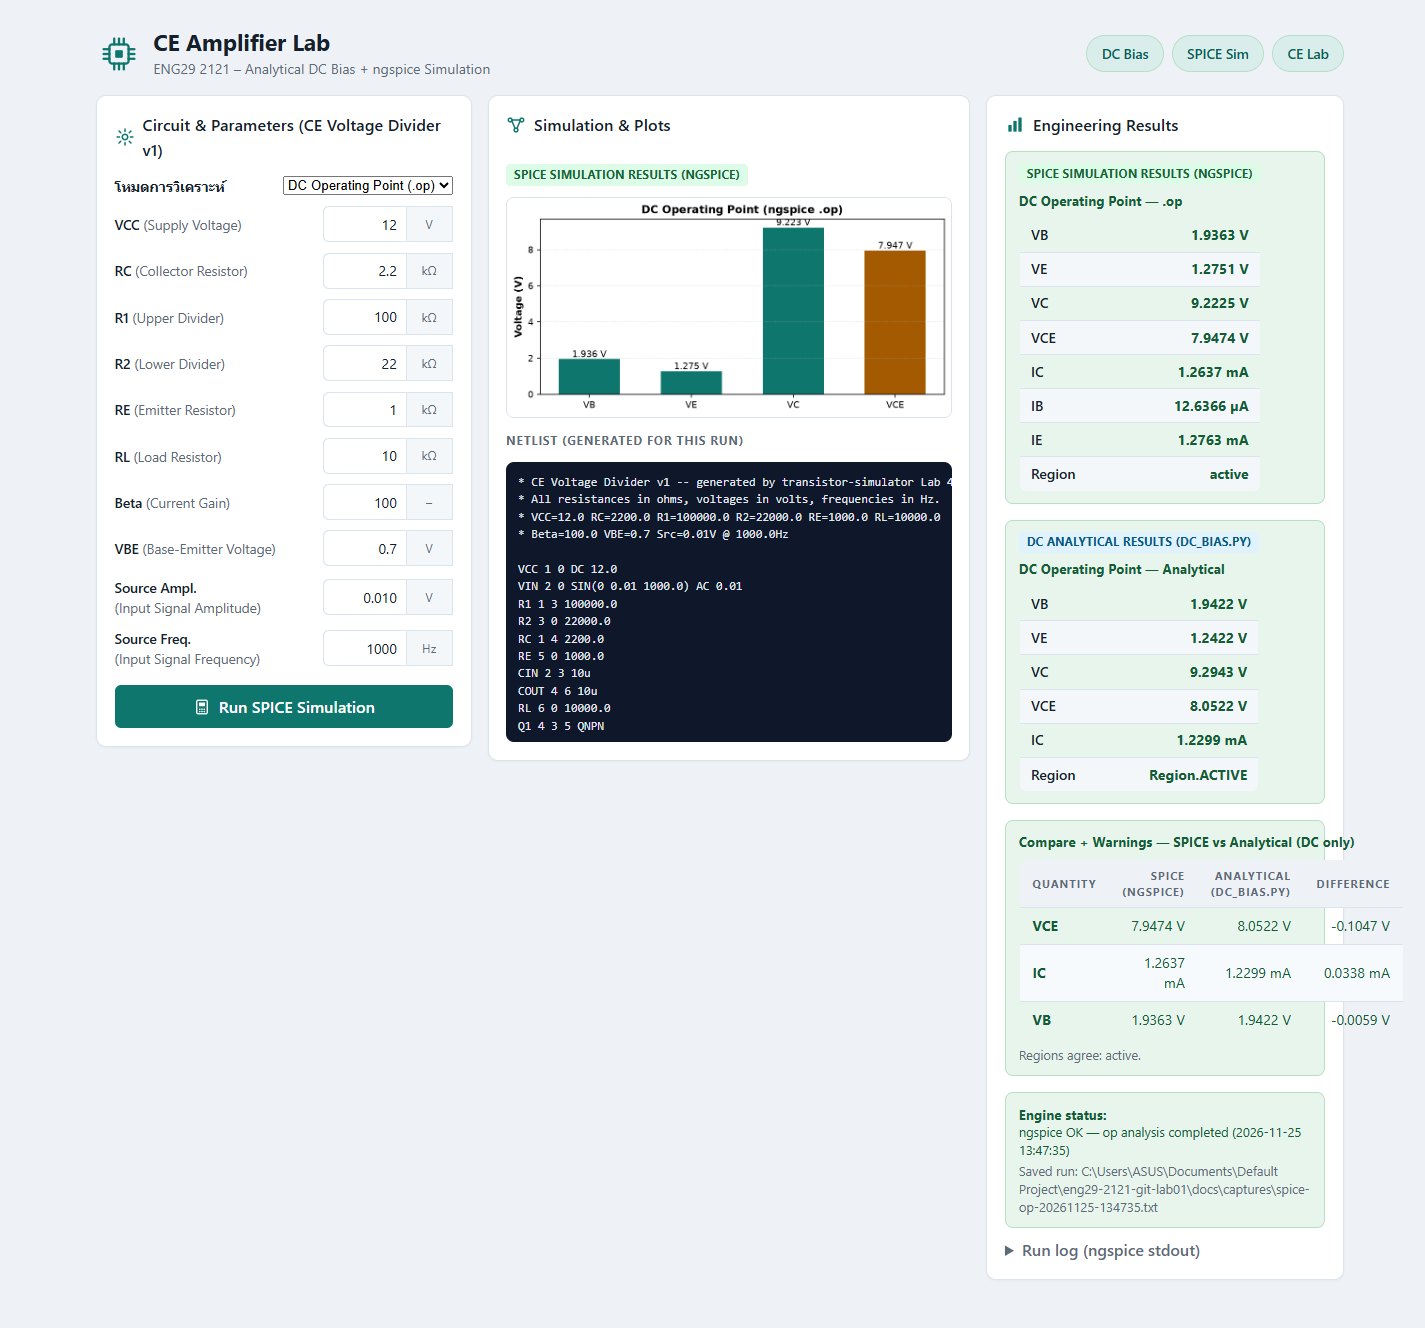 CE Amplifier Lab
ENG29 2121 – Analytical DC Bias + ngspice Simulation
DC Bias
SPICE Sim
CE Lab
Circuit & Parameters (CE Voltage Divider
v1)
โหมดการวิเคราะห์
DC Operating Point (.op)
VCC (Supply Voltage)
12
V
RC (Collector Resistor)
2.2
kΩ
R1 (Upper Divider)
100
kΩ
R2 (Lower Divider)
22
kΩ
RE (Emitter Resistor)
1
kΩ
RL (Load Resistor)
10
kΩ
Beta (Current Gain)
100
–
VBE (Base-Emitter Voltage)
0.7
V
Source Ampl.
(Input Signal Amplitude)
0.010
V
Source Freq.
(Input Signal Frequency)
1000
Hz
Run SPICE Simulation
Simulation & Plots
SPICE SIMULATION RESULTS (NGSPICE)
DC Operating Point (ngspice .op)
Voltage (V)
8
6
4
2
0
1.936 V
1.275 V
9.223 V
7.947 V
VB
VE
VC
VCE
NETLIST (GENERATED FOR THIS RUN)
* CE Voltage Divider v1 -- generated by transistor-simulator Lab 4
* All resistances in ohms, voltages in volts, frequencies in Hz.
* VCC=12.0 RC=2200.0 R1=100000.0 R2=22000.0 RE=1000.0 RL=10000.0
* Beta=100.0 VBE=0.7 Src=0.01V @ 1000.0Hz
VCC 1 0 DC 12.0
VIN 2 0 SIN(0 0.01 1000.0) AC 0.01
R1 1 3 100000.0
R2 3 0 22000.0
RC 1 4 2200.0
RE 5 0 1000.0
CIN 2 3 10u
COUT 4 6 10u
RL 6 0 10000.0
Q1 4 3 5 QNPN
Engineering Results
SPICE SIMULATION RESULTS (NGSPICE)
DC Operating Point — .op
VB 1.9363 V
VE 1.2751 V
VC 9.2225 V
VCE 7.9474 V
IC 1.2637 mA
IB 12.6366 µA
IE 1.2763 mA
Region active
DC ANALYTICAL RESULTS (DC_BIAS.PY)
DC Operating Point — Analytical
VB 1.9422 V
VE 1.2422 V
VC 9.2943 V
VCE 8.0522 V
IC 1.2299 mA
Region Region.ACTIVE
Compare + Warnings — SPICE vs Analytical (DC only)
QUANTITY SPICE (NGSPICE) ANALYTICAL (DC_BIAS.PY) DIFFERENCE
VCE 7.9474 V 8.0522 V -0.1047 V
IC 1.2637 mA 1.2299 mA 0.0338 mA
VB 1.9363 V 1.9422 V -0.0059 V
Regions agree: active.
Engine status:
ngspice OK — op analysis completed (2026-11-25
13:47:35)
Saved run: C:\Users\ASUS\Documents\Default
Project\eng29-2121-git-lab01\docs\captures\spice-
op-20261125-134735.txt
Run log (ngspice stdout)